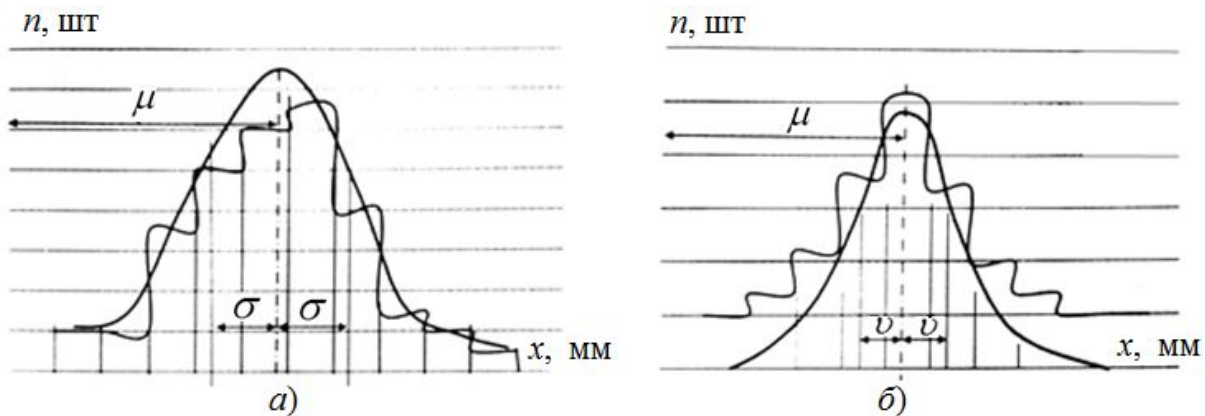 n, шт
μ
σ
σ
x, мм
а)
n, шт
μ
υ
υ
x, мм
б)